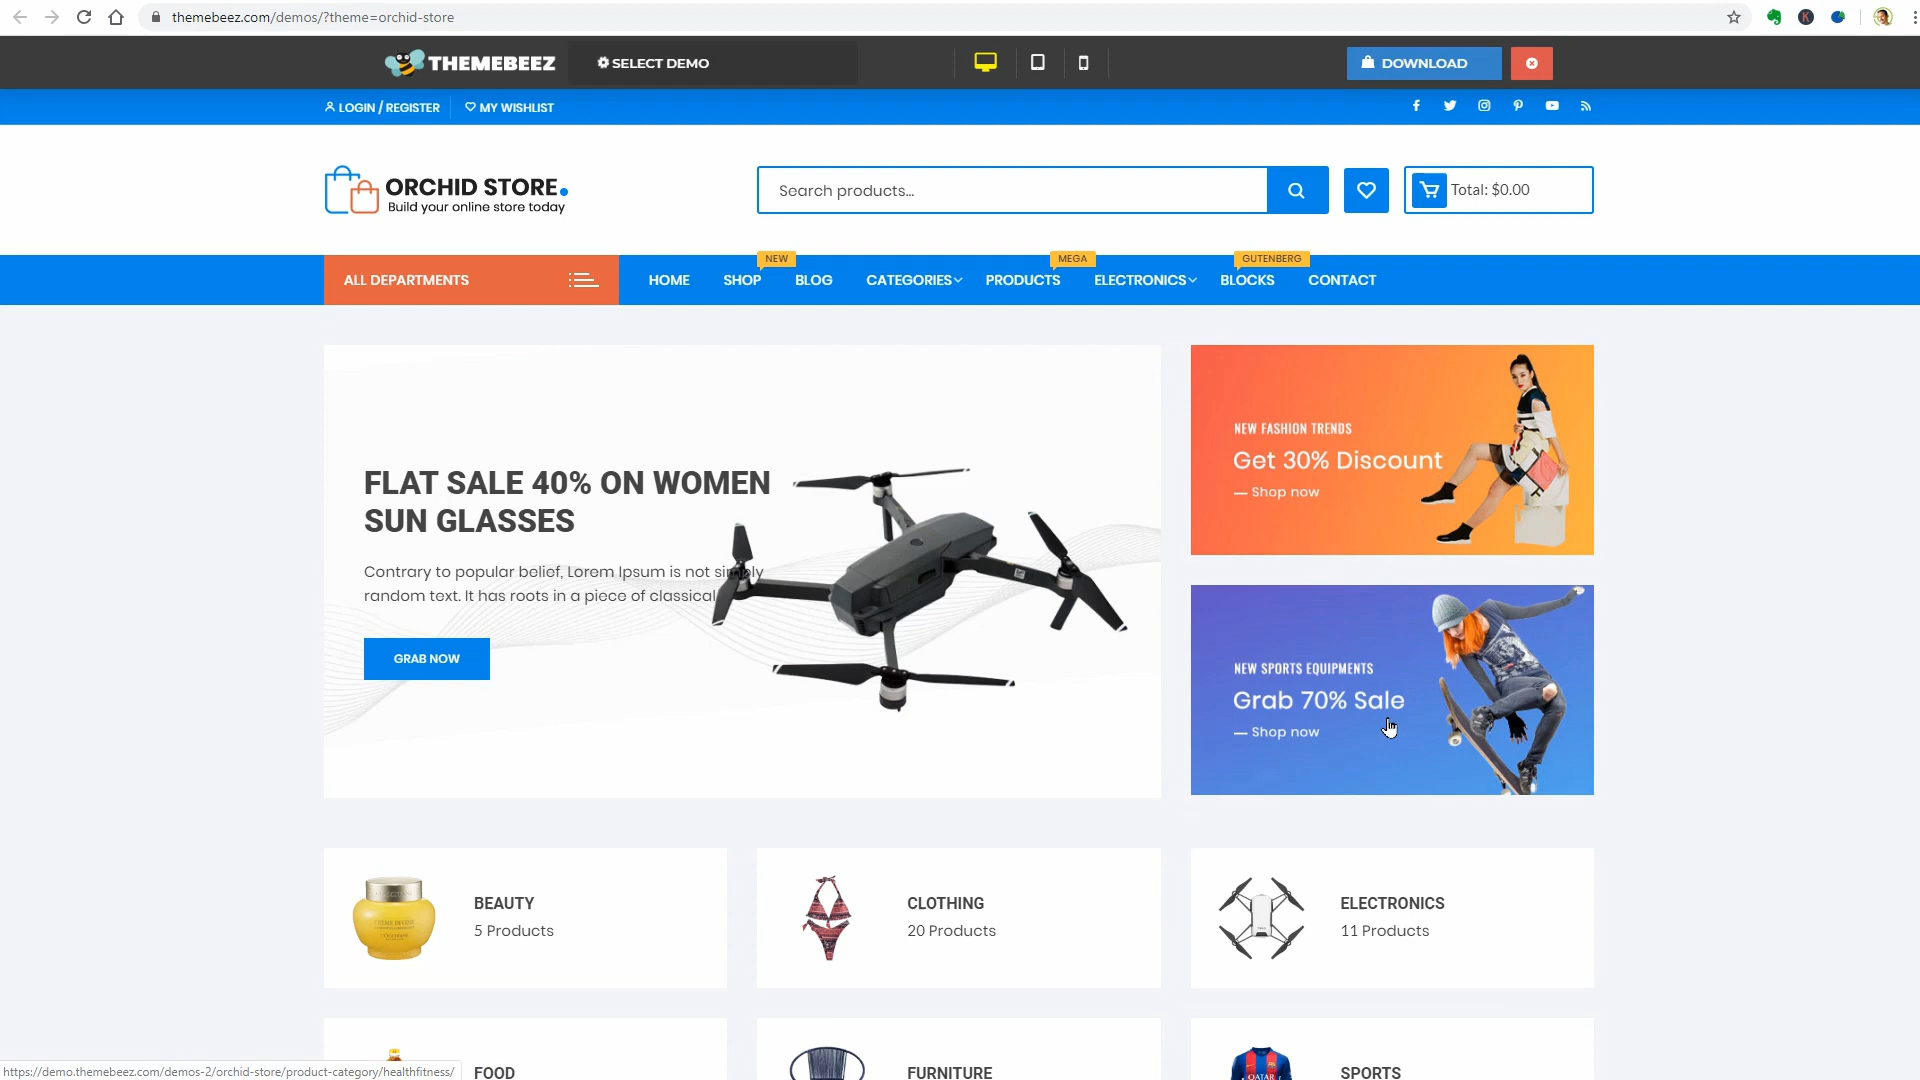 themebeez.com/demos/?theme=orchid-store
THEMEBEEZ
SELECT DEMO
DOWNLOAD
LOGIN / REGISTER
MY WISHLIST
ORCHID STORE
Build your online store today
Search products...
Total: $0.00
ALL DEPARTMENTS
HOME
SHOP
NEW
BLOG
CATEGORIES
PRODUCTS
MEGA
ELECTRONICS
BLOCKS
GUTENBERG
CONTACT
FLAT SALE 40% ON WOMEN
SUN GLASSES
Contrary to popular belief, Lorem Ipsum is not simply
random text. It has roots in a piece of classical
GRAB NOW
NEW FASHION TRENDS
Get 30% Discount
Shop now
NEW SPORTS EQUIPMENTS
Grab 70% Sale
Shop now
BEAUTY
5 Products
CLOTHING
20 Products
ELECTRONICS
11 Products
FOOD
FURNITURE
QATAR
SPORTS
https://demo.themebeez.com/demos-2/orchid-store/product-category/healthfitness/